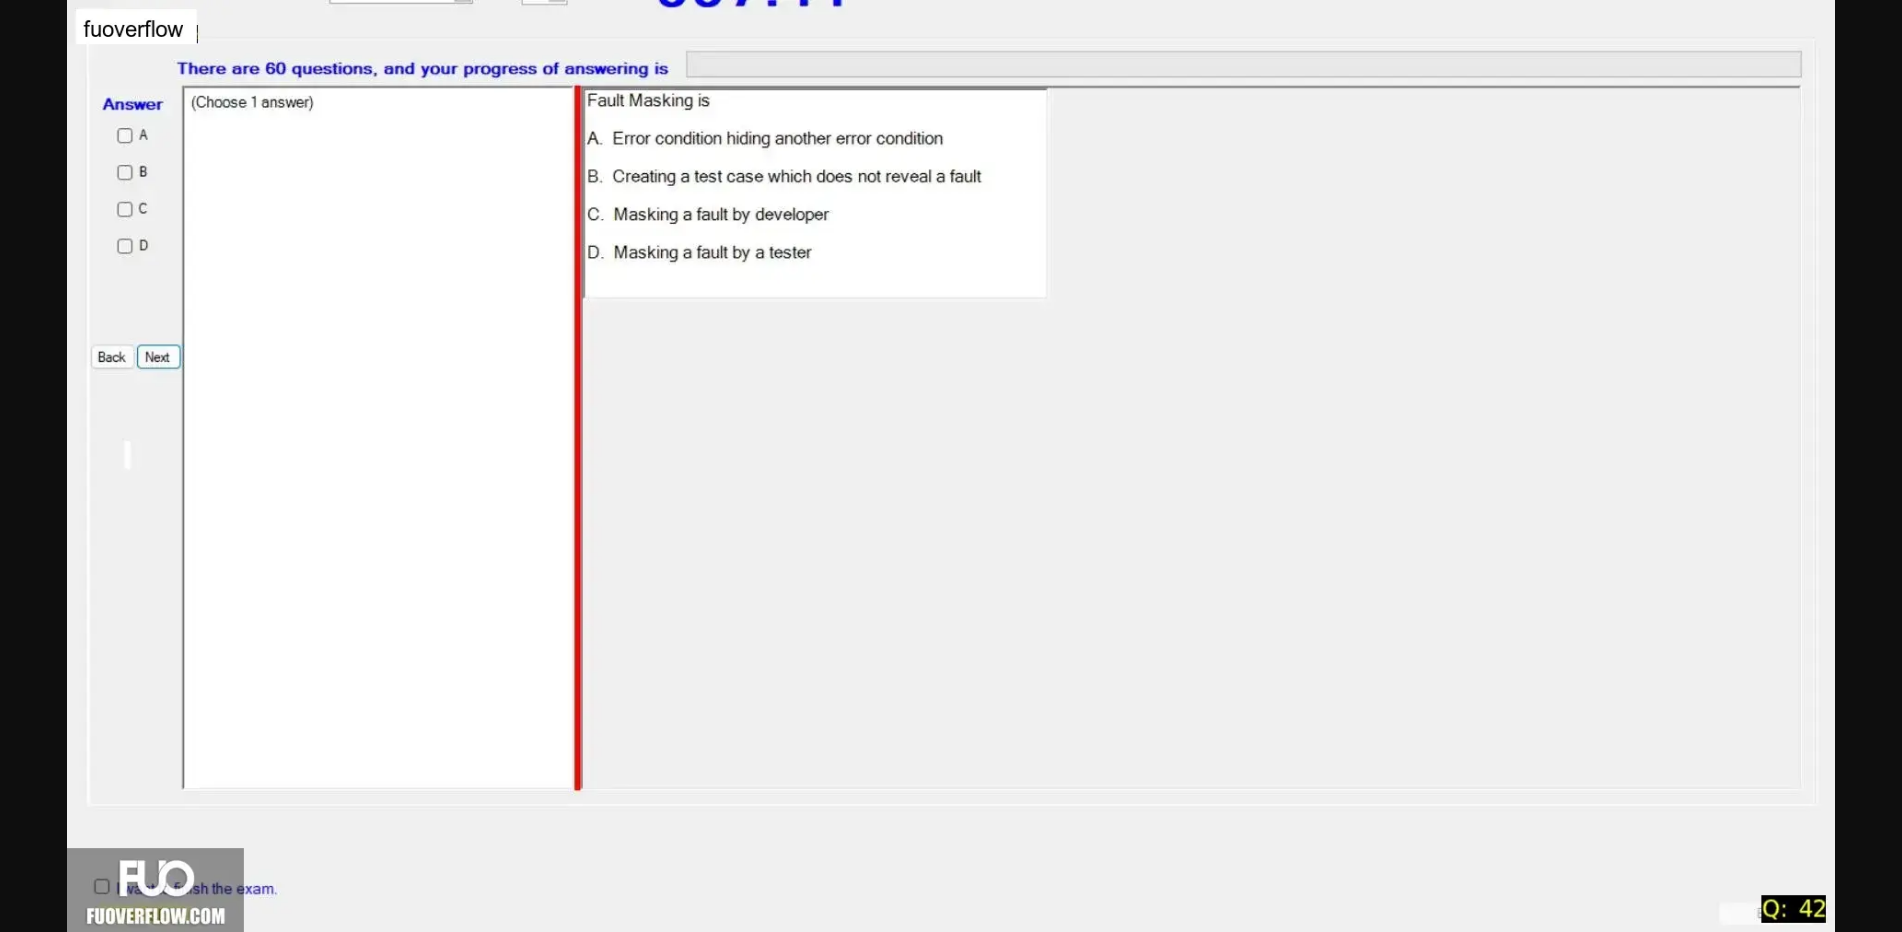 fuoverflow
There are 60 questions, and your progress of answering is
Answer
(Choose 1 answer)
A
B
C
D
Back Next
Fault Masking is
A. Error condition hiding another error condition
B. Creating a test case which does not reveal a fault
C. Masking a fault by developer
D. Masking a fault by a tester
FUO
the exam.
FUOVERFLOW.COM
Q: 42